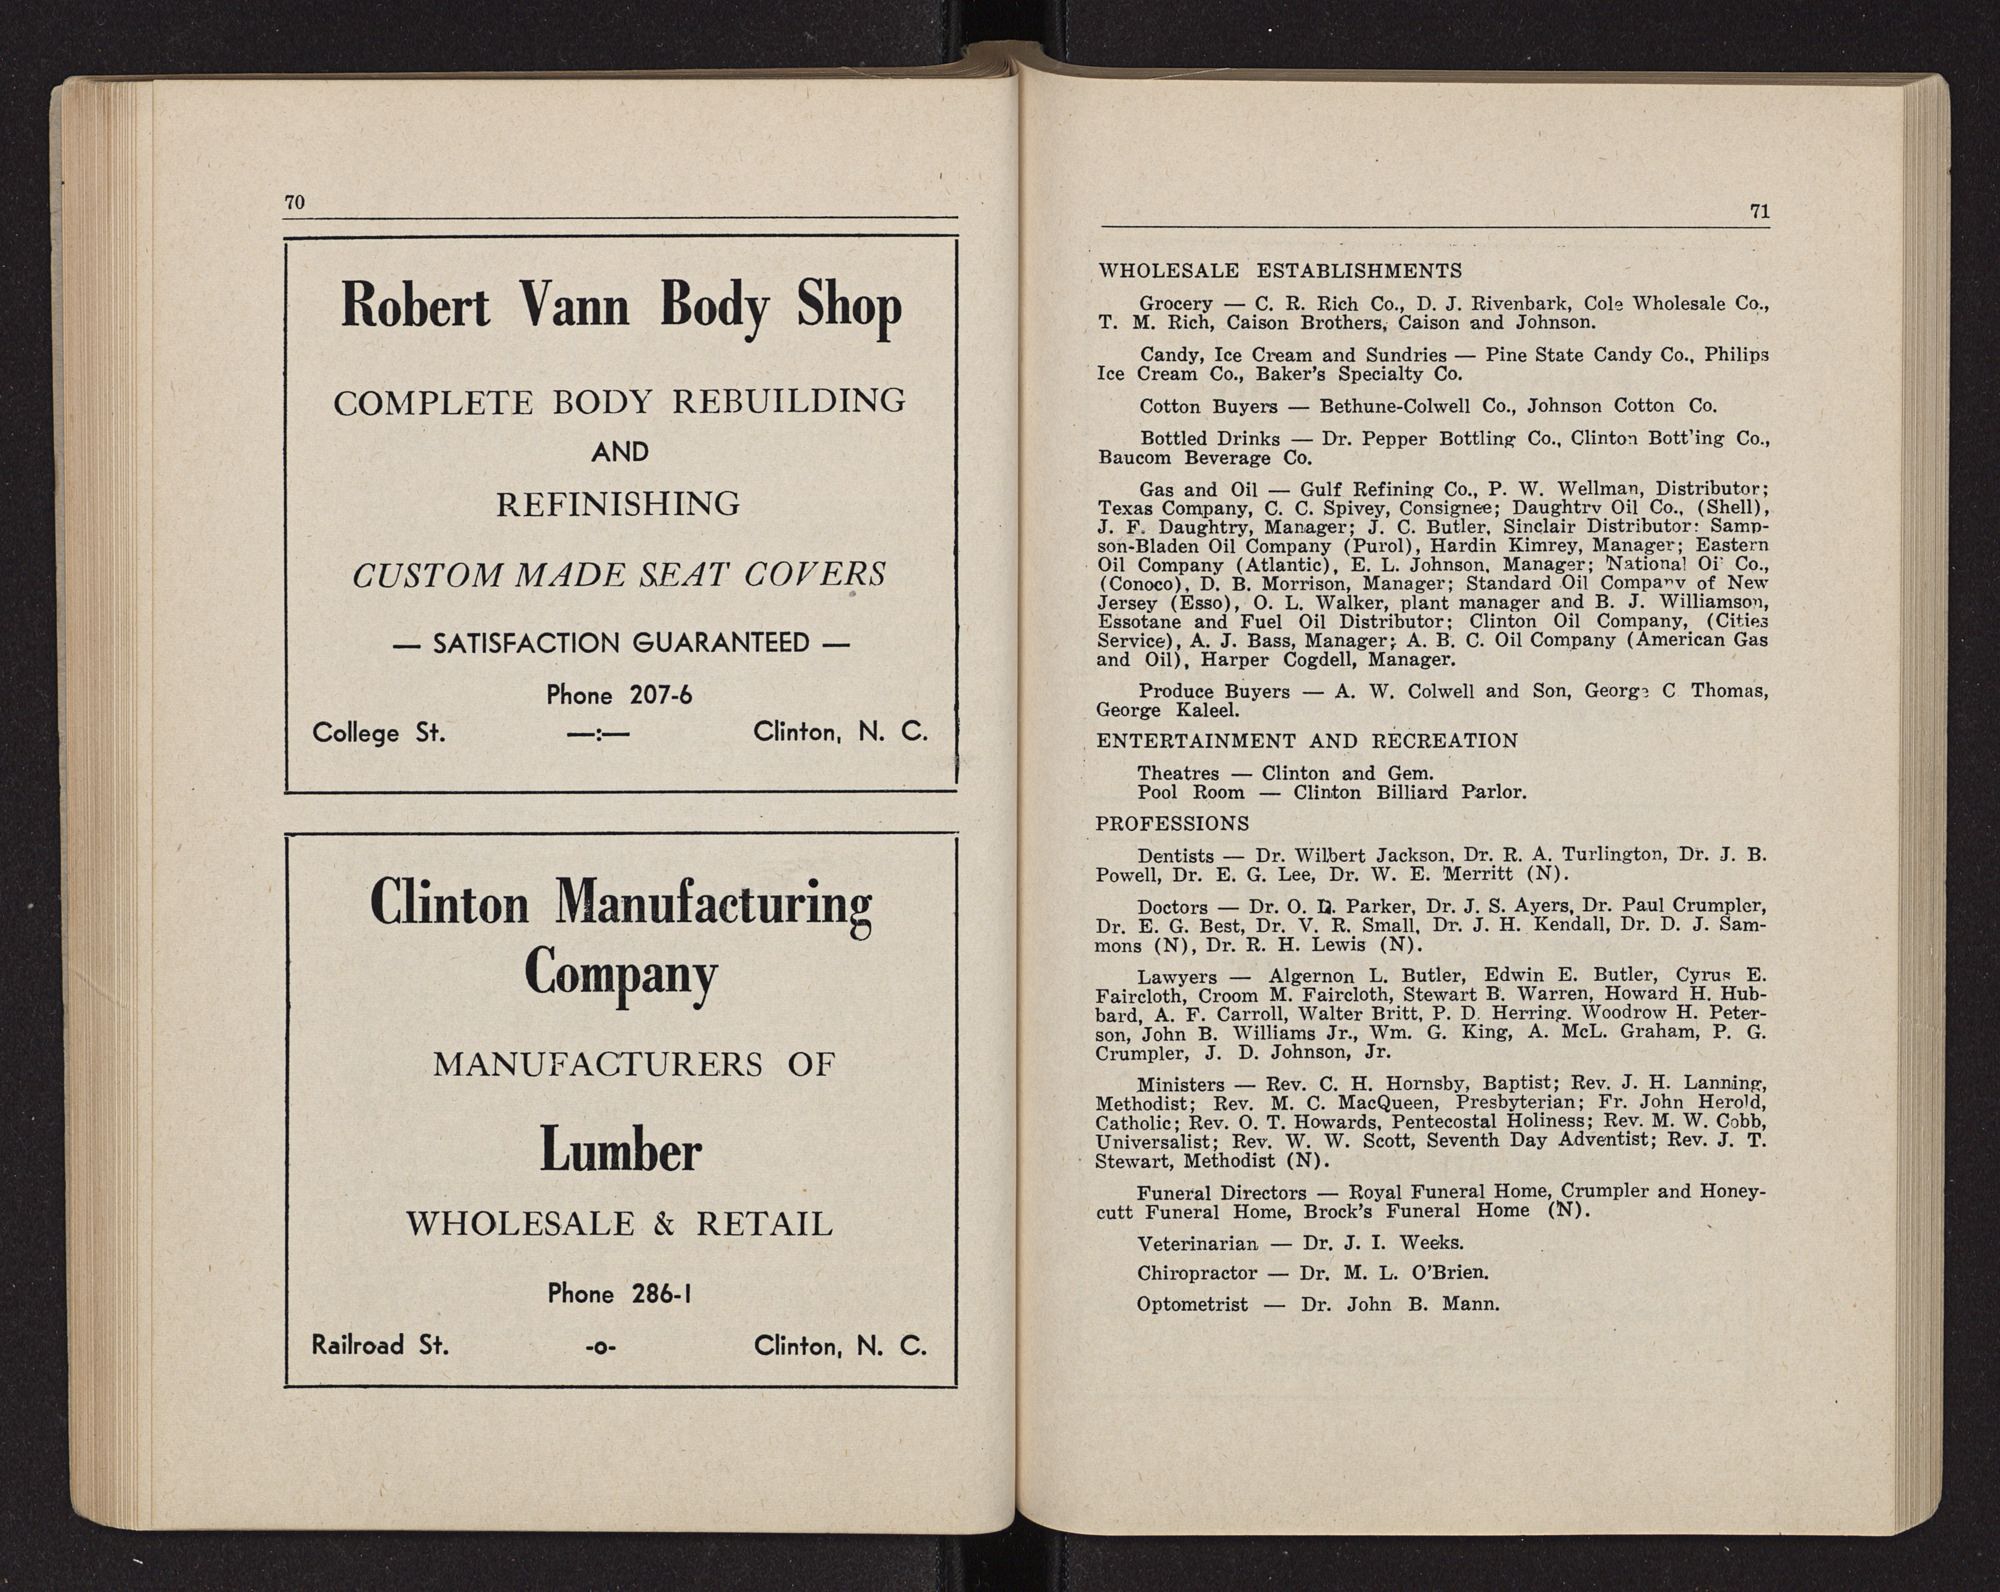 70
Robert Vann Body Shop
COMPLETE BODY REBUILDING
AND
REFINISHING
CUSTOM MADE SEAT COVERS
— SATISFACTION GUARANTEED —
Phone 207-6
College St. —:— Clinton, N. C.
Clinton Manufacturing
Company
MANUFACTURERS OF
Lumber
WHOLESALE & RETAIL
Phone 286-1
Railroad St. -o- Clinton, N. C.
71
WHOLESALE ESTABLISHMENTS
Grocery — C. R. Rich Co., D. J. Rivenbark, Cole Wholesale Co.,
T. M. Rich, Caison Brothers, Caison and Johnson.
Candy, Ice Cream and Sundries — Pine State Candy Co., Philips
Ice Cream Co., Baker's Specialty Co.
Cotton Buyers — Bethune-Colwell Co., Johnson Cotton Co.
Bottled Drinks — Dr. Pepper Bottling Co., Clinton Bott'ing Co.,
Baucom Beverage Co.
Gas and Oil — Gulf Refining Co., P. W. Wellman, Distributor;
Texas Company, C. C. Spivey, Consignee; Daughtry Oil Co., (Shell),
J. F. Daughtry, Manager; J. C. Butler, Sinclair Distributor: Samp-
son-Bladen Oil Company (Purol), Hardin Kimrey, Manager; Eastern
Oil Company (Atlantic), E. L. Johnson, Manager; National Oi' Co.,
(Conoco), D. B. Morrison, Manager; Standard Oil Company of New
Jersey (Esso), O. L. Walker, plant manager and B. J. Williamson,
Essotane and Fuel Oil Distributor; Clinton Oil Company, (Cities
Service), A. J. Bass, Manager; A. B. C. Oil Company (American Gas
and Oil), Harper Cogdell, Manager.
Produce Buyers — A. W. Colwell and Son, George C Thomas,
George Kaleel.
ENTERTAINMENT AND RECREATION
Theatres — Clinton and Gem.
Pool Room — Clinton Billiard Parlor.
PROFESSIONS
Dentists — Dr. Wilbert Jackson, Dr. R. A. Turlington, Dr. J. B.
Powell, Dr. E. G. Lee, Dr. W. E. Merritt (N).
Doctors — Dr. O. D. Parker, Dr. J. S. Ayers, Dr. Paul Crumpler,
Dr. E. G. Best, Dr. V. R. Small, Dr. J. H. Kendall, Dr. D. J. Sam-
mons (N), Dr. R. H. Lewis (N).
Lawyers — Algernon L. Butler, Edwin E. Butler, Cyrus E.
Faircloth, Croom M. Faircloth, Stewart B. Warren, Howard H. Hub-
bard, A. F. Carroll, Walter Britt, P. D. Herring. Woodrow H. Peter-
son, John B. Williams Jr., Wm. G. King, A. McL. Graham, P. G.
Crumpler, J. D. Johnson, Jr.
Ministers — Rev. C. H. Hornsby, Baptist; Rev. J. H. Lanning,
Methodist; Rev. M. C. MacQueen, Presbyterian; Fr. John Herold,
Catholic; Rev. O. T. Howards, Pentecostal Holiness; Rev. M. W. Cobb,
Universalist; Rev. W. W. Scott, Seventh Day Adventist; Rev. J. T.
Stewart, Methodist (N).
Funeral Directors — Royal Funeral Home, Crumpler and Honey-
cutt Funeral Home, Brock's Funeral Home (N).
Veterinarian — Dr. J. I. Weeks.
Chiropractor — Dr. M. L. O'Brien.
Optometrist — Dr. John B. Mann.